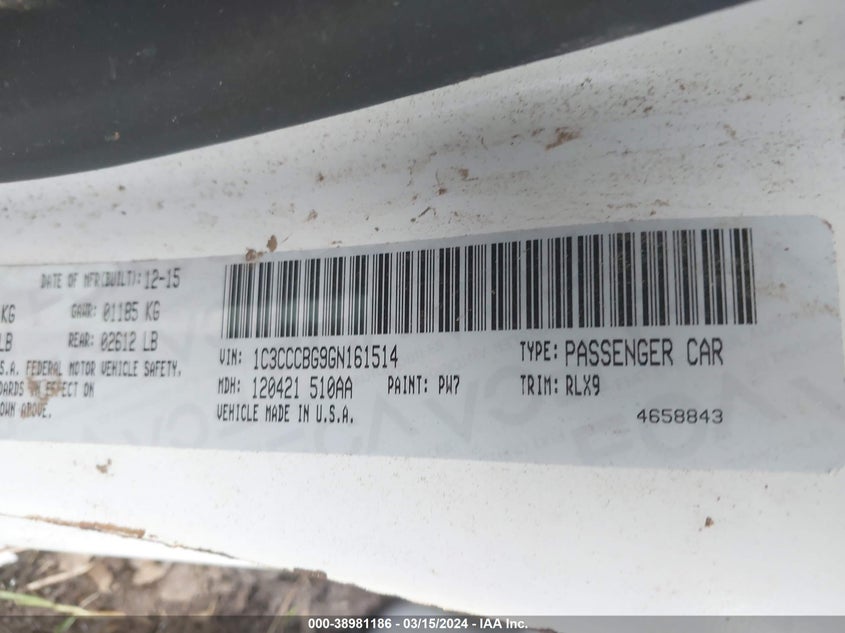 DATE OF MFR(BUILT): 12-15
KG GAWR: 01185 KG
LB REAR: 02612 LB
S.A. FEDERAL MOTOR VEHICLE SAFETY.
DARDS IN EFFECT ON
OWN ABOVE.
VIN: 1C3CCCBG9GN161514
TYPE: PASSENGER CAR
MDH: 120421 510AA PAINT: PW7 TRIM: RLX9
VEHICLE MADE IN U.S.A.
4658843
000-38981186 - 03/15/2024 - IAA Inc.